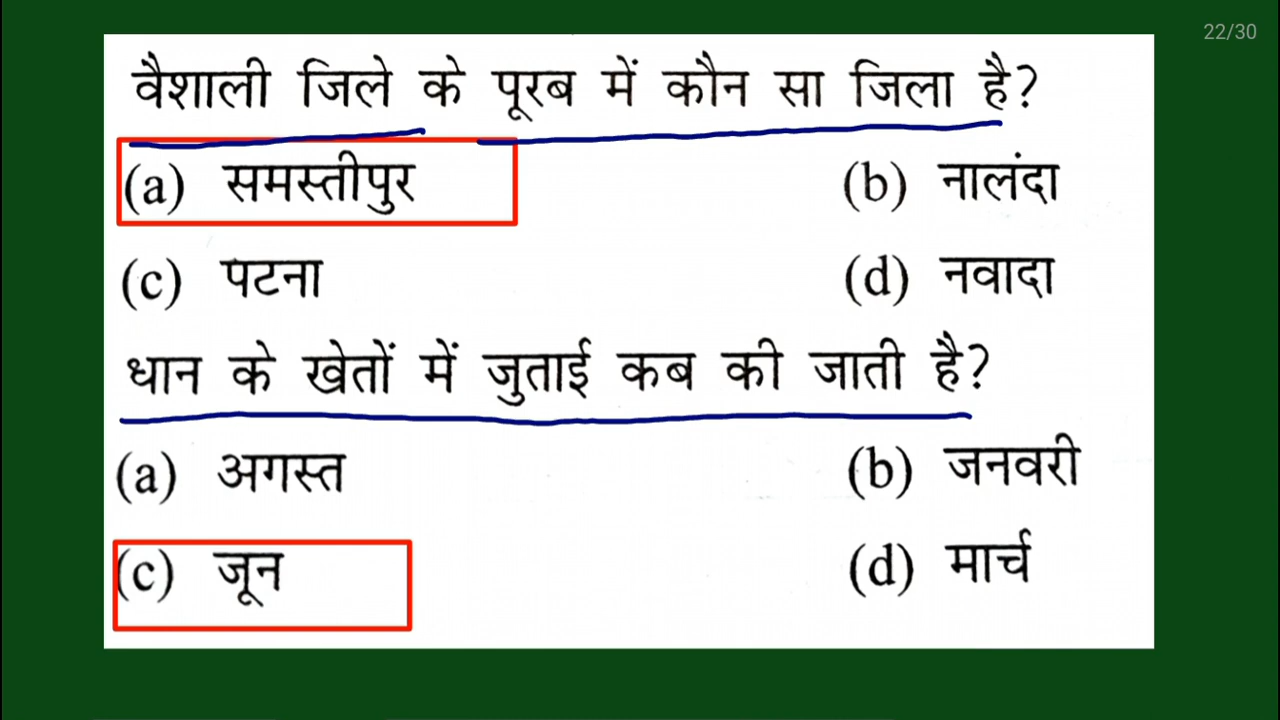 22/30
वैशाली जिले के पूरब में कौन सा जिला है?
(a) समस्तीपुर (b) नालंदा
(c) पटना (d) नवादा
धान के खेतों में जुताई कब की जाती है?
(a) अगस्त (b) जनवरी
(c) जून (d) मार्च